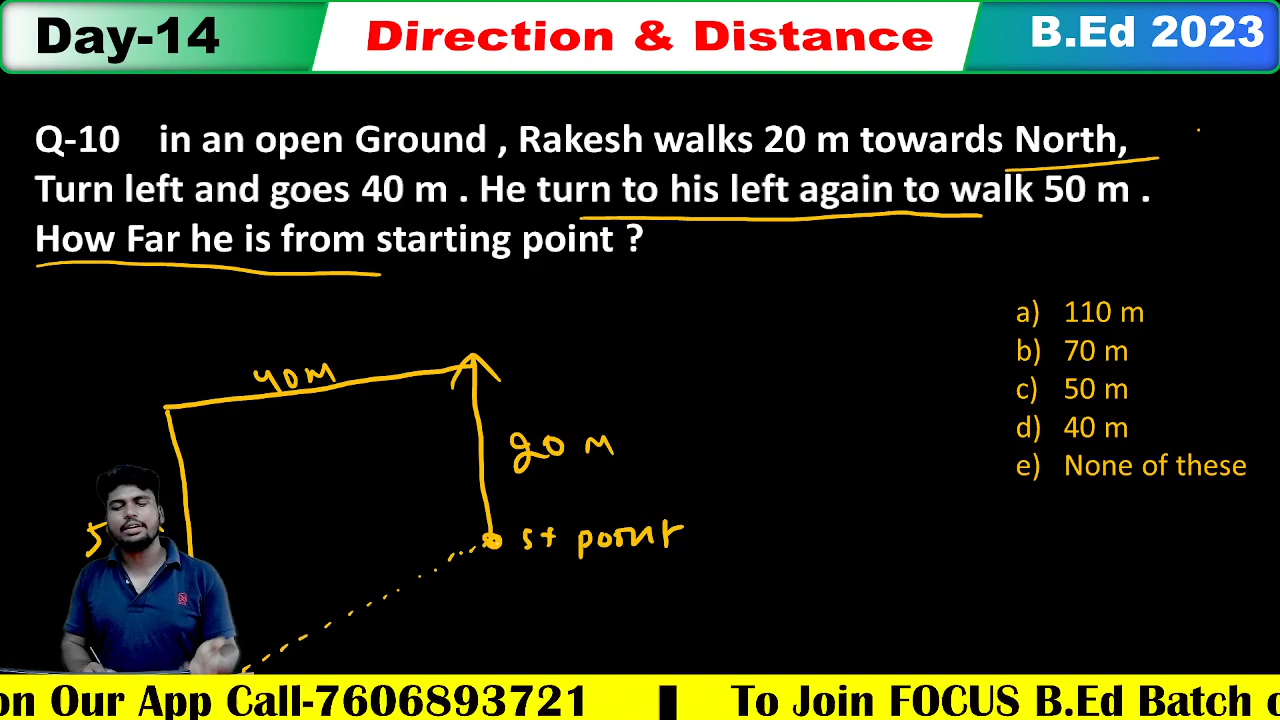 Day-14
Direction & Distance
B.Ed 2023
Q-10 in an open Ground , Rakesh walks 20 m towards North,
Turn left and goes 40 m . He turn to his left again to walk 50 m .
How Far he is from starting point ?
a) 110 m
b) 70 m
c) 50 m
d) 40 m
e) None of these
40M
20 M
5
st point
on Our App Call-7606893721 To Join FOCUS B.Ed Batch